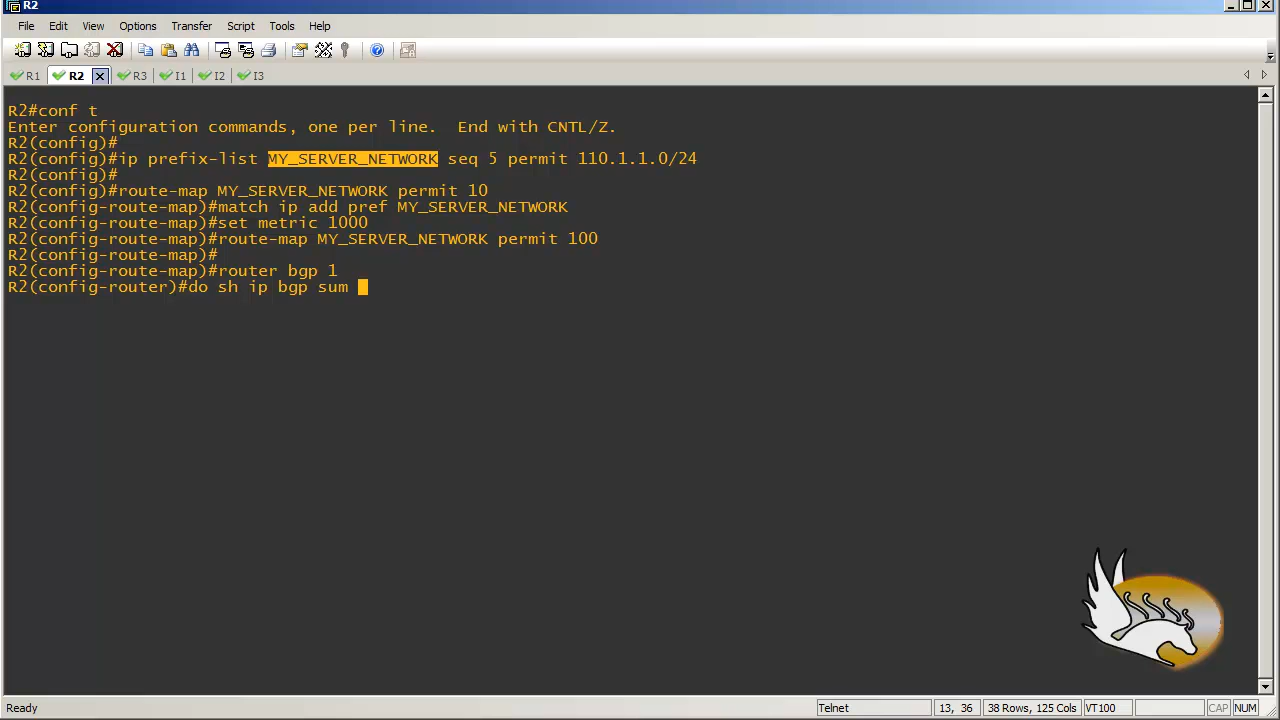 R2
File Edit View Options Transfer Script Tools Help
R1 R2 R3 I1 I2 I3
R2#conf t
Enter configuration commands, one per line.  End with CNTL/Z.
R2(config)#
R2(config)#ip prefix-list MY_SERVER_NETWORK seq 5 permit 110.1.1.0/24
R2(config)#
R2(config)#route-map MY_SERVER_NETWORK permit 10
R2(config-route-map)#match ip add pref MY_SERVER_NETWORK
R2(config-route-map)#set metric 1000
R2(config-route-map)#route-map MY_SERVER_NETWORK permit 100
R2(config-route-map)#
R2(config-route-map)#router bgp 1
R2(config-router)#do sh ip bgp sum
Ready Telnet 13, 36 38 Rows, 125 Cols VT100 CAP NUM